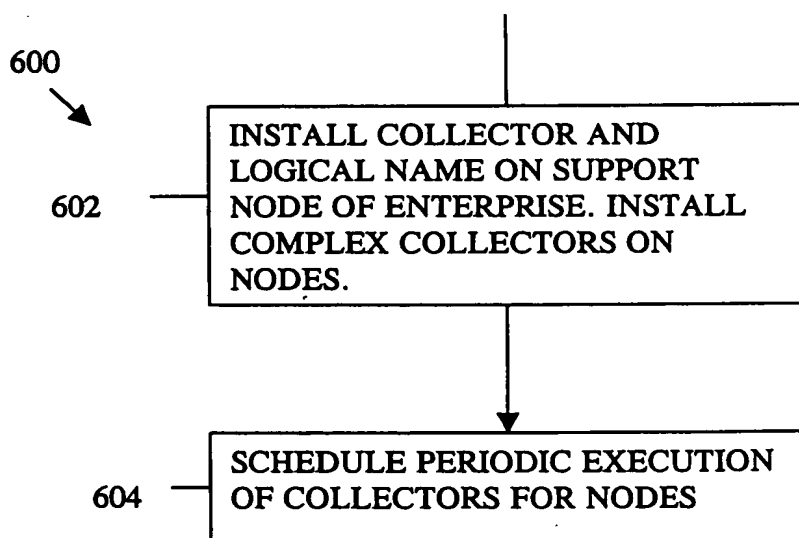 600
602
INSTALL COLLECTOR AND
LOGICAL NAME ON SUPPORT
NODE OF ENTERPRISE. INSTALL
COMPLEX COLLECTORS ON
NODES.
604
SCHEDULE PERIODIC EXECUTION
OF COLLECTORS FOR NODES